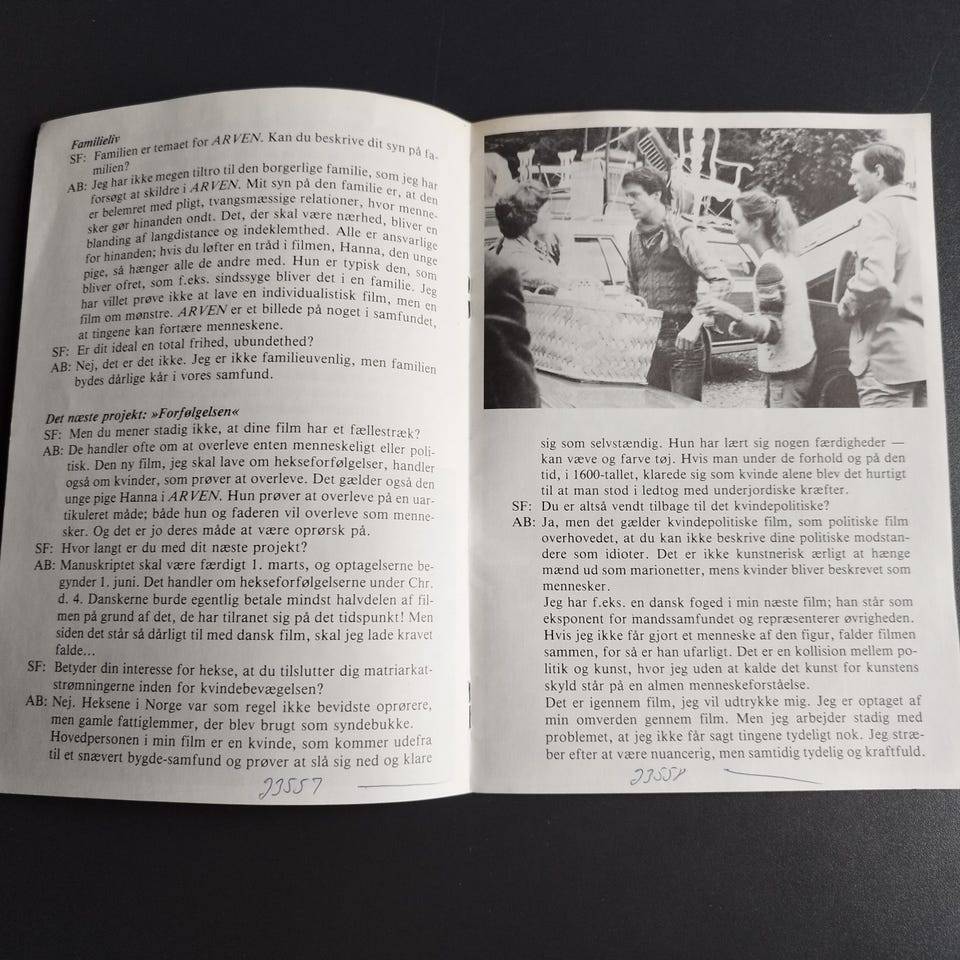 Familieliv
SF: Familien er temaet for ARVEN. Kan du beskrive dit syn på fa-
milien?
AB: Jeg har ikke megen tiltro til den borgerlige familie, som jeg har
forsøgt at skildre i ARVEN. Mit syn på den familie er, at den
er belemret med pligt, tvangsmæssige relationer, hvor menne-
sker gør hinanden ondt. Det, der skal være nærhed, bliver en
blanding af langdistance og indeklemthed. Alle er ansvarlige
for hinanden; hvis du løfter en tråd i filmen, Hanna, den unge
pige, så hænger alle de andre med. Hun er typisk den, som
bliver ofret, som f.eks. sindssyge bliver det i en familie. Jeg
har villet prøve ikke at lave en individualistisk film, men en
film om mønstre. ARVEN er et billede på noget i samfundet,
at tingene kan fortære menneskene.
SF: Er dit ideal en total frihed, ubundethed?
AB: Nej, det er det ikke. Jeg er ikke familieuvenlig, men familien
bydes dårlige kår i vores samfund.
Det næste projekt: »Forfølgelsen«
SF: Men du mener stadig ikke, at dine film har et fællestræk?
AB: De handler ofte om at overleve enten menneskeligt eller poli-
tisk. Den ny film, jeg skal lave om hekseforfølgelser, handler
også om kvinder, som prøver at overleve. Det gælder også den
unge pige Hanna i ARVEN. Hun prøver at overleve på en uar-
tikuleret måde; både hun og faderen vil overleve som menne-
sker. Og det er jo deres måde at være oprørsk på.
SF: Hvor langt er du med dit næste projekt?
AB: Manuskriptet skal være færdigt 1. marts, og optagelserne be-
gynder 1. juni. Det handler om hekseforfølgelserne under Chr.
d. 4. Danskerne burde egentlig betale mindst halvdelen af fil-
men på grund af det, de har tilranet sig på det tidspunkt! Men
siden det står så dårligt til med dansk film, skal jeg lade kravet
falde...
SF: Betyder din interesse for hekse, at du tilslutter dig matriarkat-
strømningerne inden for kvindebevægelsen?
AB: Nej. Heksene i Norge var som regel ikke bevidste oprørere,
men gamle fattiglemmer, der blev brugt som syndebukke.
Hovedpersonen i min film er en kvinde, som kommer udefra
til et snævert bygde-samfund og prøver at slå sig ned og klare
23557
sig som selvstændig. Hun har lært sig nogen færdigheder —
kan væve og farve tøj. Hvis man under de forhold og på den
tid, i 1600-tallet, klarede sig som kvinde alene blev det hurtigt
til at man stod i ledtog med underjordiske kræfter.
SF: Du er altså vendt tilbage til det kvindepolitiske?
AB: Ja, men det gælder kvindepolitiske film, som politiske film
overhovedet, at du kan ikke beskrive dine politiske modstan-
dere som idioter. Det er ikke kunstnerisk ærligt at hænge
mænd ud som marionetter, mens kvinder bliver beskrevet som
mennesker.
Jeg har f.eks. en dansk foged i min næste film; han står som
eksponent for mandssamfundet og repræsenterer øvrigheden.
Hvis jeg ikke får gjort et menneske af den figur, falder filmen
sammen, for så er han ufarligt. Det er en kollision mellem po-
litik og kunst, hvor jeg uden at kalde det kunst for kunstens
skyld står på en almen menneskeforståelse.
Det er igennem film, jeg vil udtrykke mig. Jeg er optaget af
min omverden gennem film. Men jeg arbejder stadig med
problemet, at jeg ikke får sagt tingene tydeligt nok. Jeg stræ-
ber efter at være nuancerig, men samtidig tydelig og kraftfuld.
23558